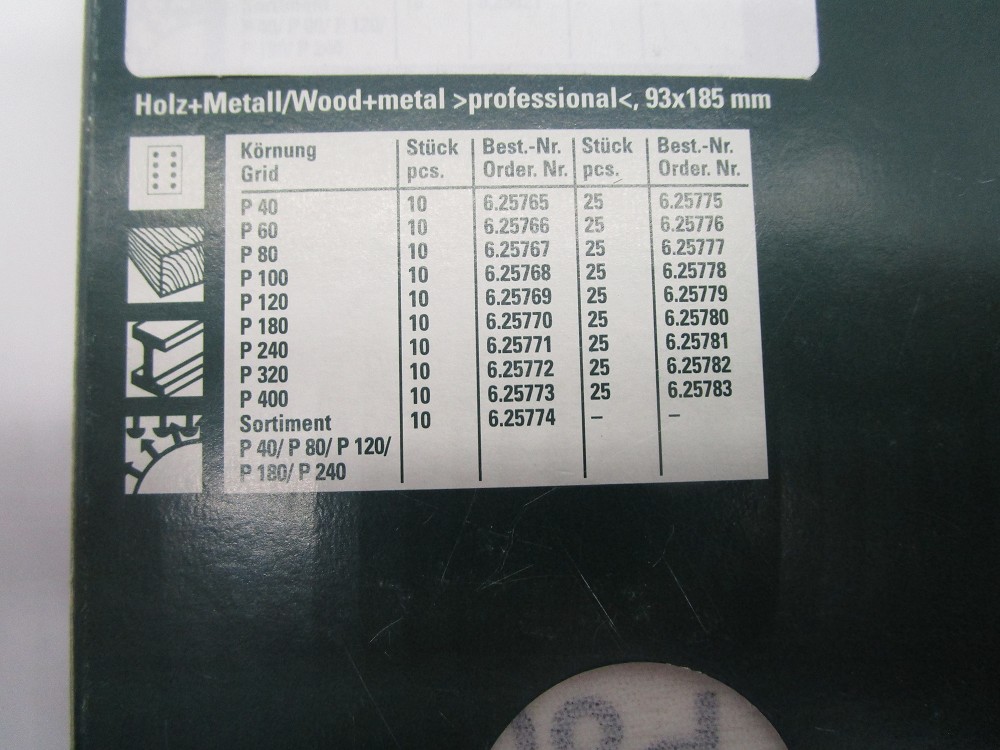 Holz+Metall/Wood+metal >professional<, 93x185 mm
Körnung Stück Best.-Nr. Stück Best.-Nr.
Grid pcs. Order. Nr. pcs. Order. Nr.
P 40 10 6.25765 25 6.25775
P 60 10 6.25766 25 6.25776
P 80 10 6.25767 25 6.25777
P 100 10 6.25768 25 6.25778
P 120 10 6.25769 25 6.25779
P 180 10 6.25770 25 6.25780
P 240 10 6.25771 25 6.25781
P 320 10 6.25772 25 6.25782
P 400 10 6.25773 25 6.25783
Sortiment 10 6.25774 – –
P 40/ P 80/ P 120/
P 180/ P 240